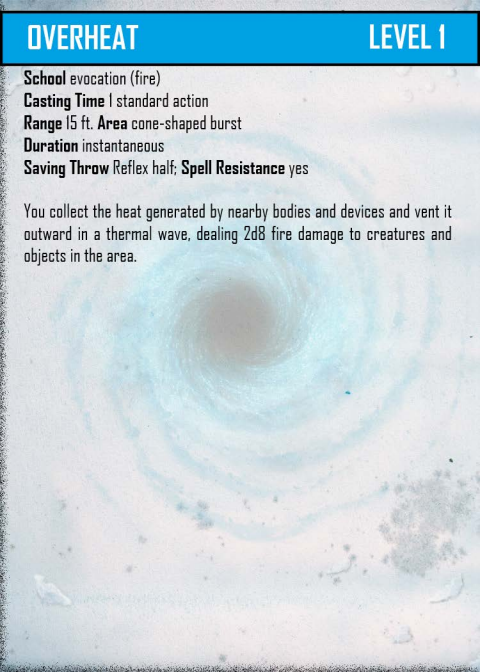 OVERHEAT LEVEL 1
School evocation (fire)
Casting Time 1 standard action
Range 15 ft. Area cone-shaped burst
Duration instantaneous
Saving Throw Reflex half; Spell Resistance yes
You collect the heat generated by nearby bodies and devices and vent it
outward in a thermal wave, dealing 2d8 fire damage to creatures and
objects in the area.